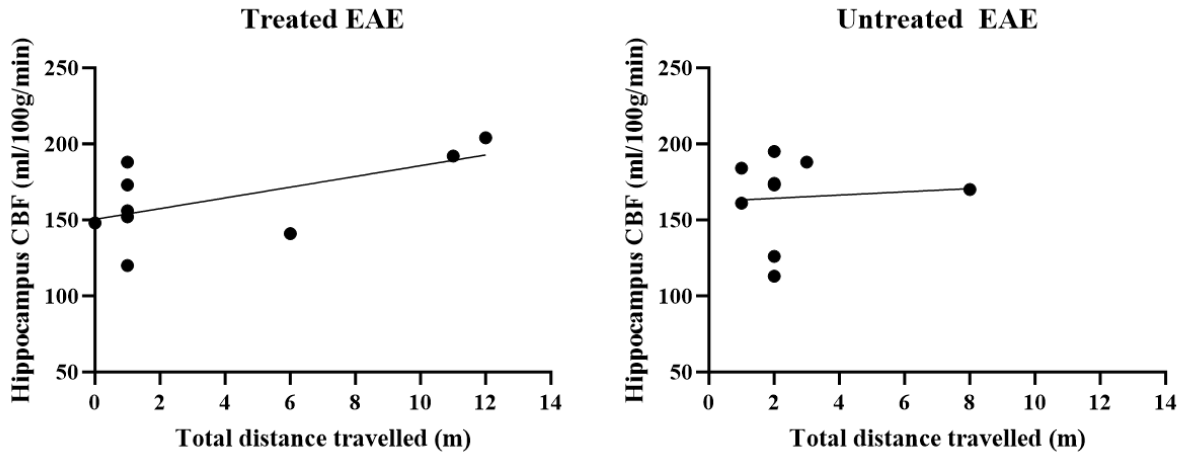 Treated EAE
Hippocampus CBF (ml/100g/min)
250
200
150
100
50
0 2 4 6 8 10 12 14
Total distance travelled (m)
Untreated EAE
Hippocampus CBF (ml/100g/min)
250
200
150
100
50
0 2 4 6 8 10 12 14
Total distance travelled (m)